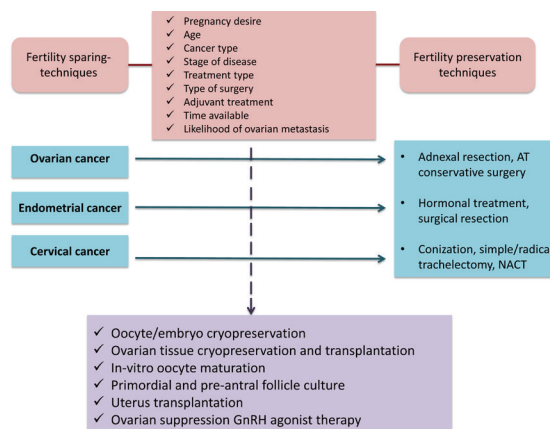 Fertility sparing-
techniques
✓ Pregnancy desire
✓ Age
✓ Cancer type
✓ Stage of disease
✓ Treatment type
✓ Type of surgery
✓ Adjuvant treatment
✓ Time available
✓ Likelihood of ovarian metastasis
Fertility preservation
techniques
Ovarian cancer
• Adnexal resection, AT
conservative surgery
Endometrial cancer
• Hormonal treatment,
surgical resection
Cervical cancer
• Conization, simple/radica
trachelectomy, NACT
✓ Oocyte/embryo cryopreservation
✓ Ovarian tissue cryopreservation and transplantation
✓ In-vitro oocyte maturation
✓ Primordial and pre-antral follicle culture
✓ Uterus transplantation
✓ Ovarian suppression GnRH agonist therapy